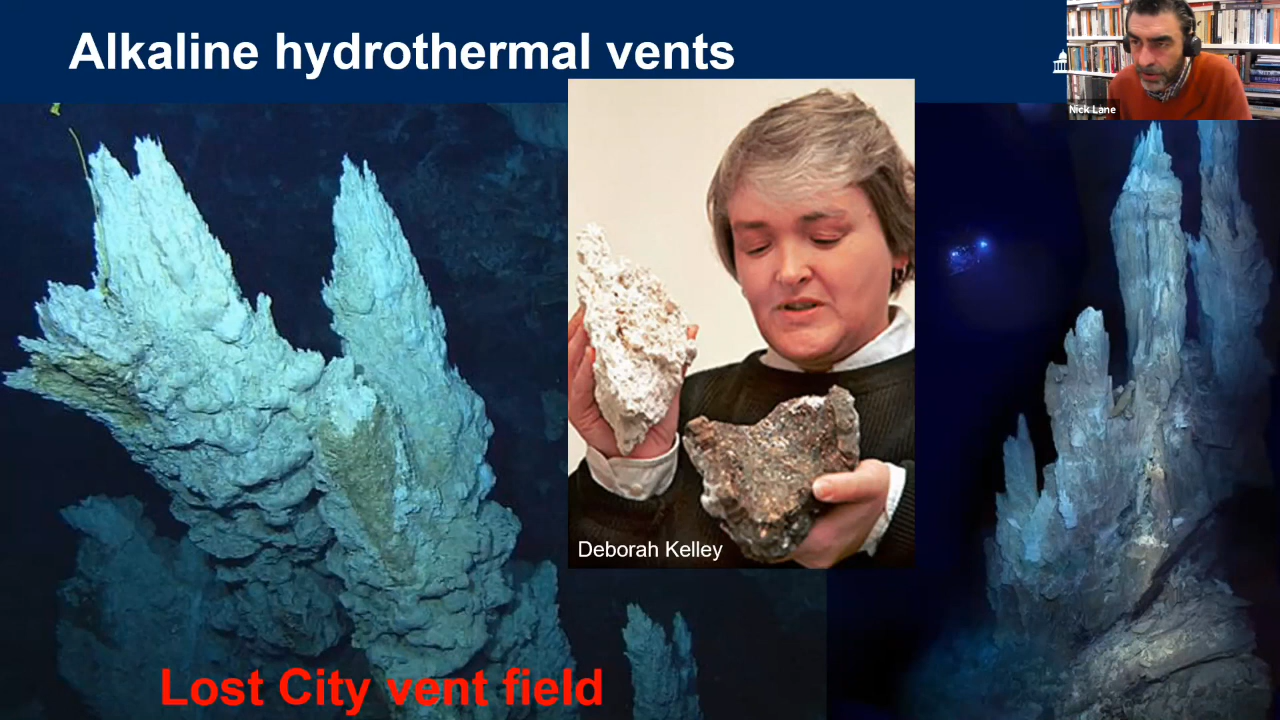 Alkaline hydrothermal vents
Nick Lane
Deborah Kelley
Lost City vent field